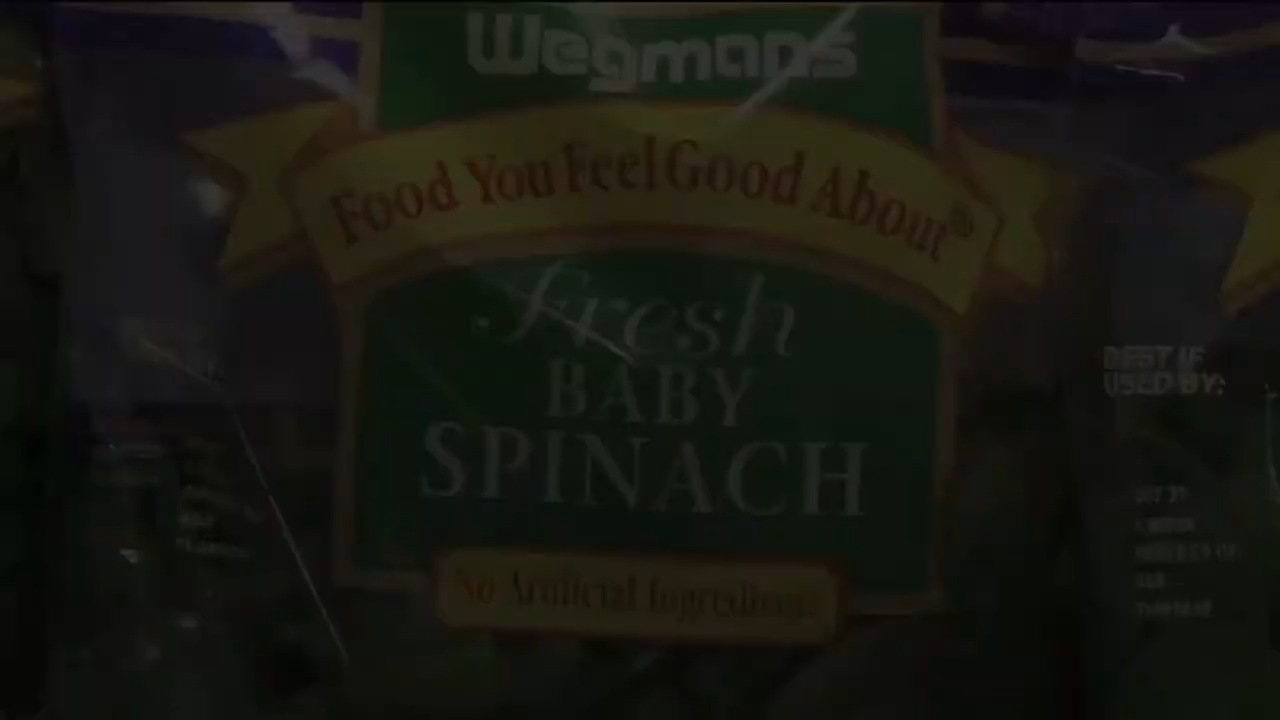 Wegmans
Food You Feel Good About®
fresh
BABY
SPINACH
No Artificial Ingredients
BEST IF
USED BY: